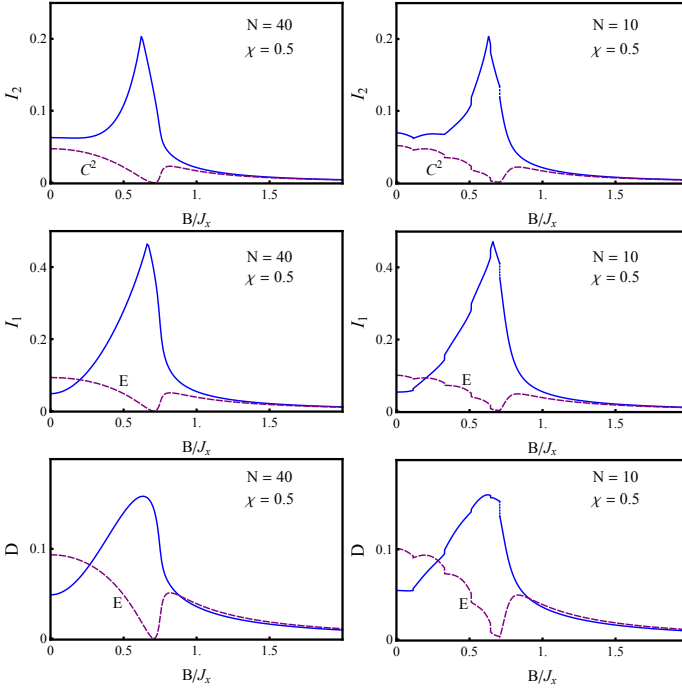 N = 40
χ = 0.5
I2
C2
0 0.1 0.2
0 0.5 1. 1.5
B/Jx
N = 10
χ = 0.5
I2
C2
0 0.1 0.2
0 0.5 1. 1.5
B/Jx
N = 40
χ = 0.5
I1
E
0 0.2 0.4
0 0.5 1. 1.5
B/Jx
N = 10
χ = 0.5
I1
E
0 0.2 0.4
0 0.5 1. 1.5
B/Jx
N = 40
χ = 0.5
D
E
0 0.1
0 0.5 1. 1.5
B/Jx
N = 10
χ = 0.5
D
E
0 0.1
0 0.5 1. 1.5
B/Jx